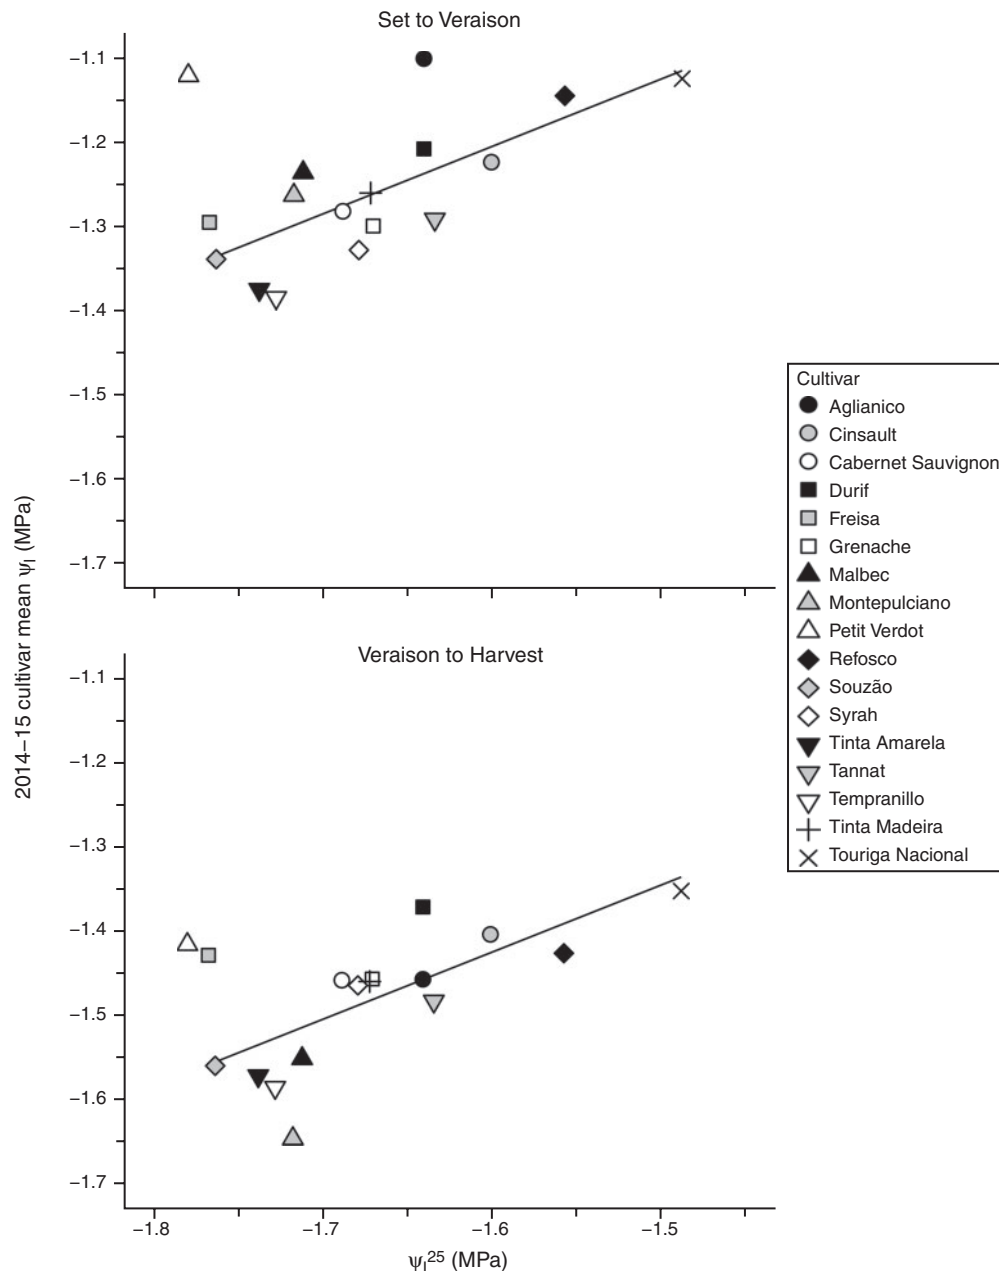 Set to Veraison
−1.1
−1.2
−1.3
−1.4
−1.5
−1.6
−1.7
Veraison to Harvest
−1.1
−1.2
−1.3
−1.4
−1.5
−1.6
−1.7
−1.8
−1.7
−1.6
−1.5
ψl²⁵ (MPa)
2014–15 cultivar mean ψl (MPa)
Cultivar
Aglianico
Cinsault
Cabernet Sauvignon
Durif
Freisa
Grenache
Malbec
Montepulciano
Petit Verdot
Refosco
Souzão
Syrah
Tinta Amarela
Tannat
Tempranillo
Tinta Madeira
Touriga Nacional